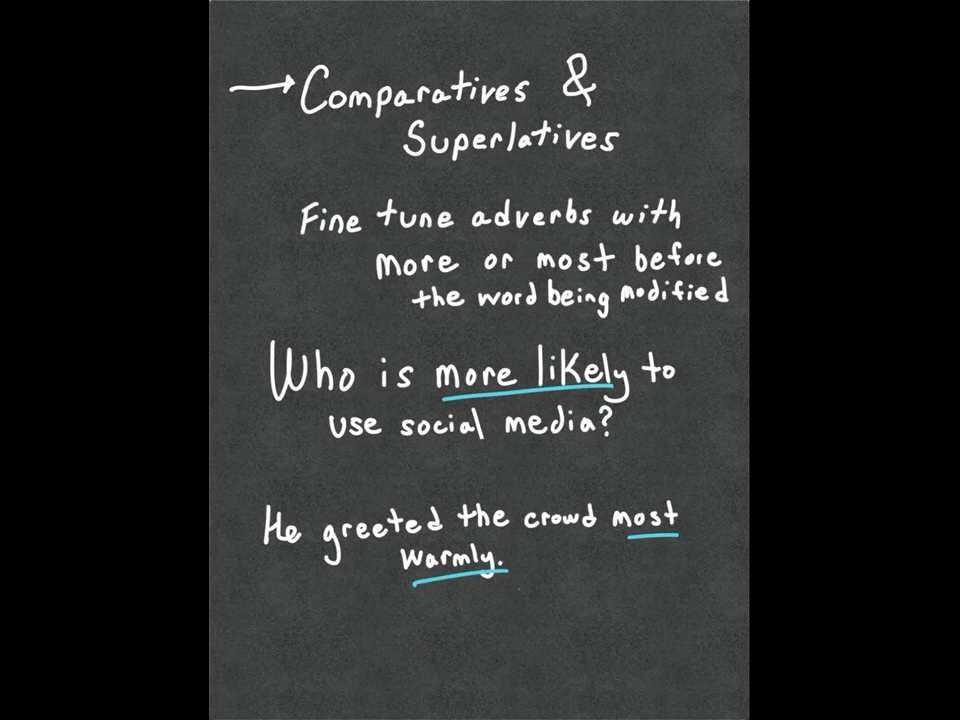 → Comparatives &
Superlatives
Fine tune adverbs with
more or most before
the word being modified
Who is more likely to
use social media?
He greeted the crowd most
warmly.